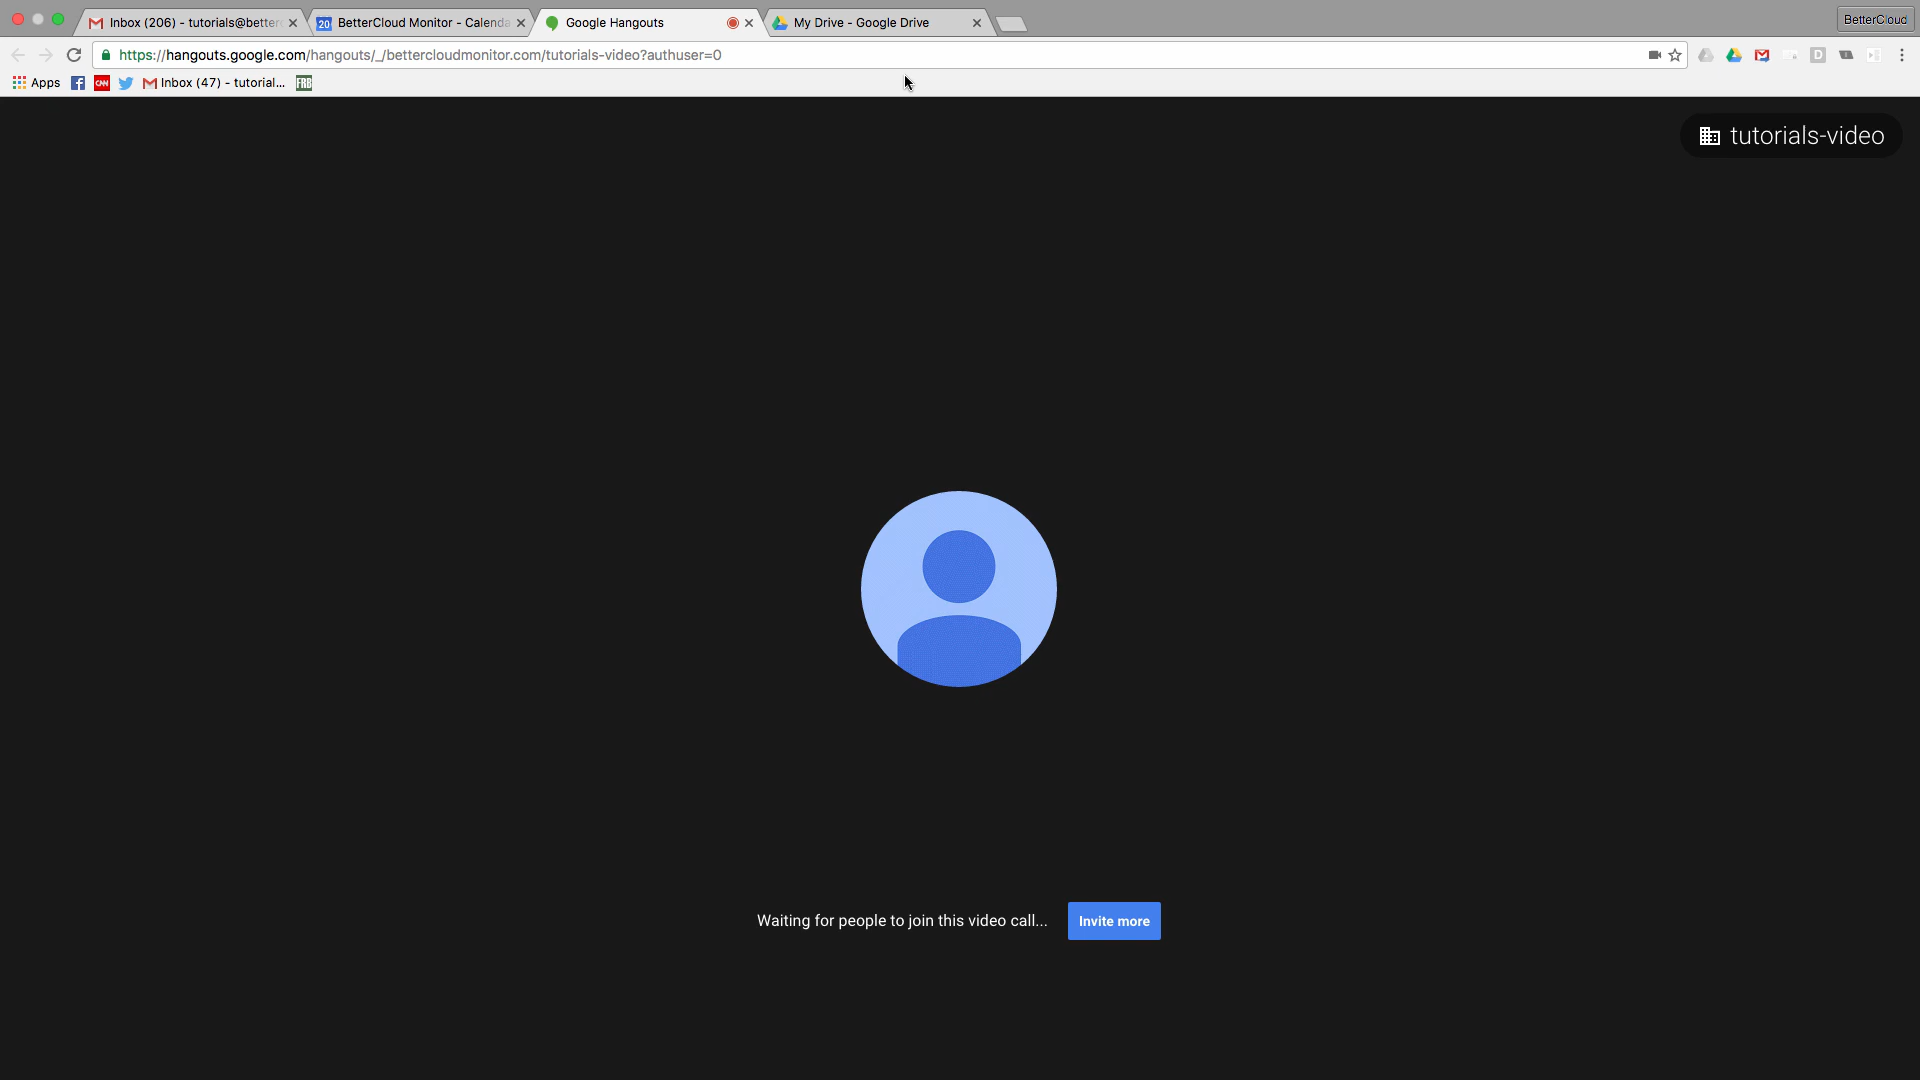 Inbox (206) - tutorials@better
BetterCloud Monitor - Calenda
Google Hangouts
My Drive - Google Drive
BetterCloud
https://hangouts.google.com/hangouts/_/bettercloudmonitor.com/tutorials-video?authuser=0
Apps
CNN
Inbox (47) - tutorial...
FRB
tutorials-video
Waiting for people to join this video call...
Invite more